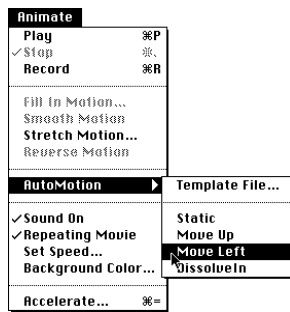 Animate
Play ⌘P
✓Stop ⌘.
Record ⌘R
Fill In Motion...
Smooth Motion
Stretch Motion...
Reverse Motion
AutoMotion
Template File...
✓Sound On
Static
✓Repeating Movie
Move Up
Set Speed...
Move Left
Background Color...
DissolveIn
Accelerate... ⌘=